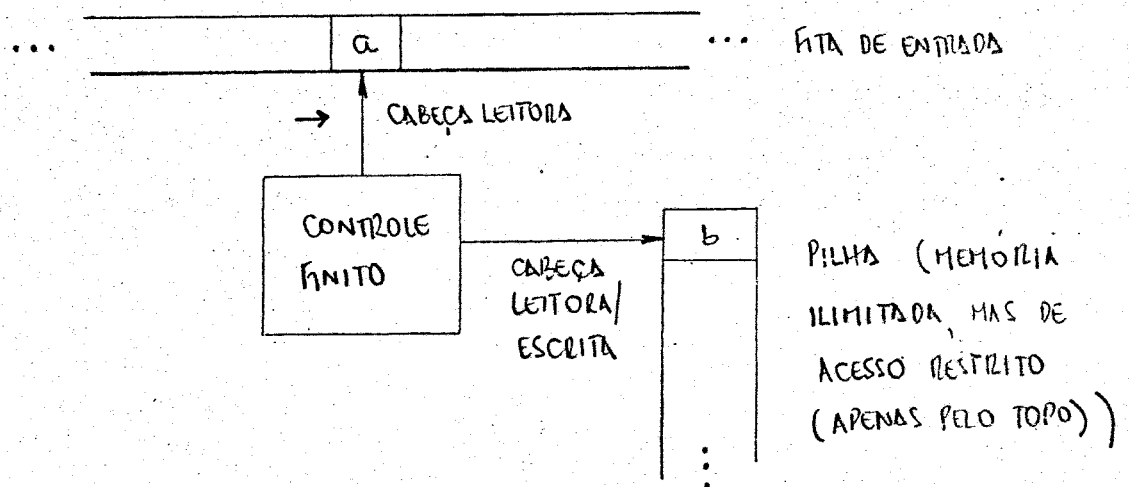 ... a ... FITA DE ENTRADA
→ CABEÇA LEITORA
CONTROLE
FINITO
CABEÇA
LEITORA/
ESCRITA
b
PILHA (MEMÓRIA
ILIMITADA, MAS DE
ACESSO RESTRITO
(APENAS PELO TOPO))